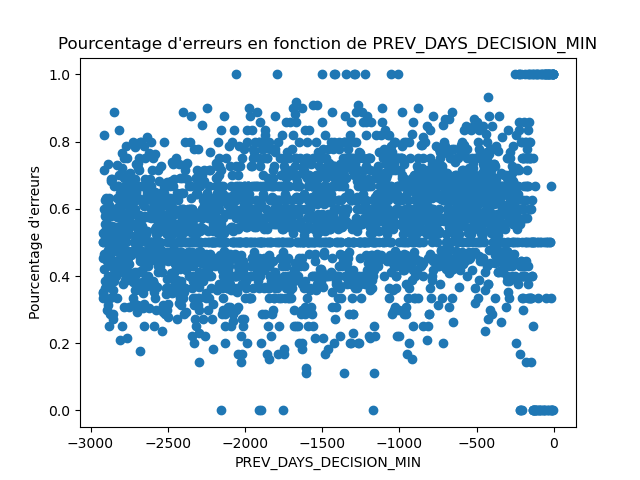 Pourcentage d'erreurs en fonction de PREV_DAYS_DECISION_MIN
1.0
0.8
0.6
0.4
0.2
0.0
Pourcentage d'erreurs
−3000 −2500 −2000 −1500 −1000 −500 0
PREV_DAYS_DECISION_MIN